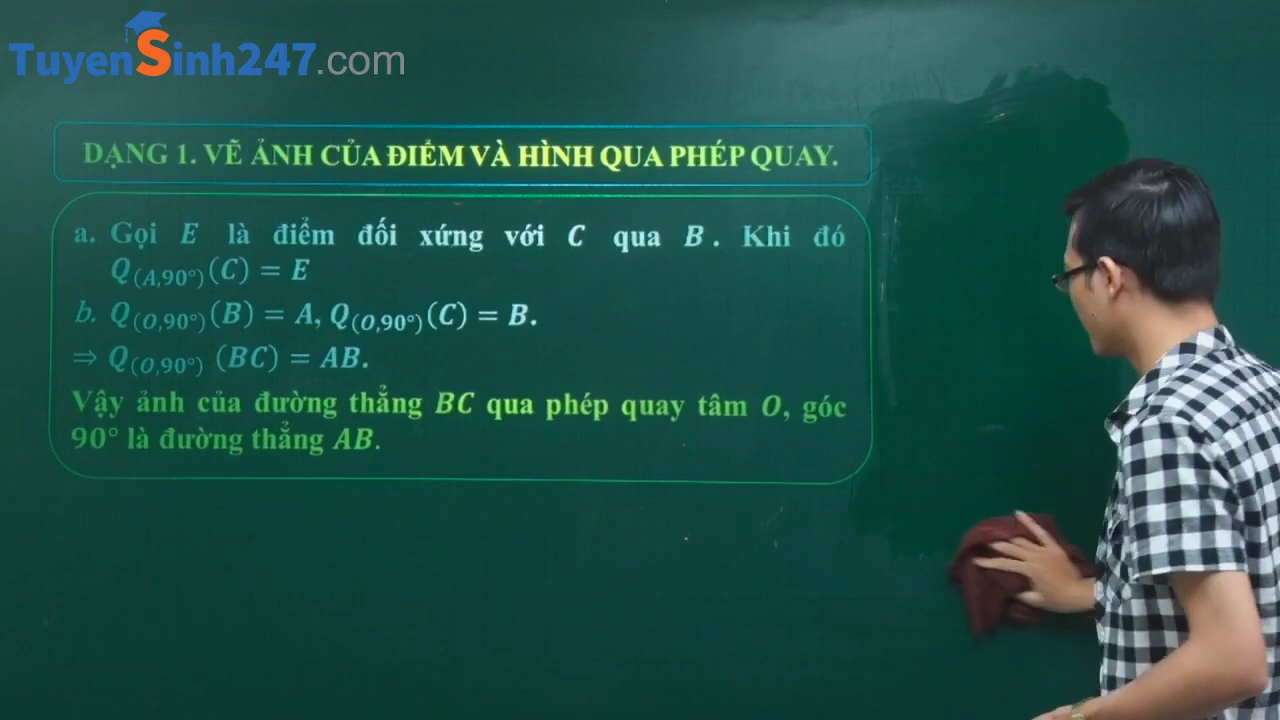 TuyenSinh247.com
DẠNG 1. VẼ ẢNH CỦA ĐIỂM VÀ HÌNH QUA PHÉP QUAY.
a. Gọi E là điểm đối xứng với C qua B. Khi đó
Q(A,90°)(C) = E
b. Q(O,90°)(B) = A, Q(O,90°)(C) = B.
⇒ Q(O,90°) (BC) = AB.
Vậy ảnh của đường thẳng BC qua phép quay tâm O, góc
90° là đường thẳng AB.